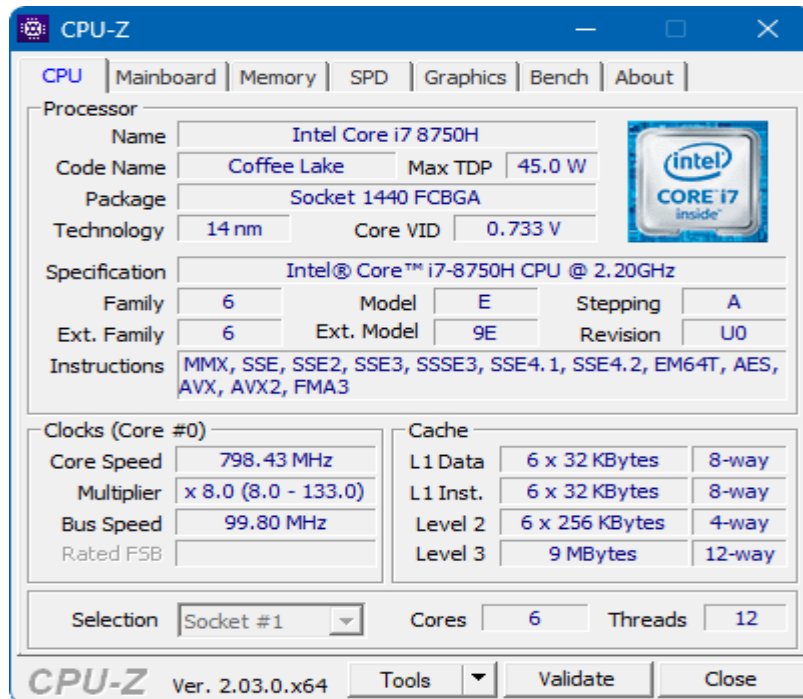 CPU-Z
CPU Mainboard Memory SPD Graphics Bench About
Processor
Name Intel Core i7 8750H
Code Name Coffee Lake Max TDP 45.0 W
Package Socket 1440 FCBGA
Technology 14 nm Core VID 0.733 V
intel
CORE i7
inside™
Specification Intel® Core™ i7-8750H CPU @ 2.20GHz
Family 6 Model E Stepping A
Ext. Family 6 Ext. Model 9E Revision U0
Instructions MMX, SSE, SSE2, SSE3, SSSE3, SSE4.1, SSE4.2, EM64T, AES,
AVX, AVX2, FMA3
Clocks (Core #0)
Core Speed 798.43 MHz
Multiplier x 8.0 (8.0 - 133.0)
Bus Speed 99.80 MHz
Rated FSB
Cache
L1 Data 6 x 32 KBytes 8-way
L1 Inst. 6 x 32 KBytes 8-way
Level 2 6 x 256 KBytes 4-way
Level 3 9 MBytes 12-way
Selection Socket #1 Cores 6 Threads 12
CPU-Z Ver. 2.03.0.x64 Tools Validate Close